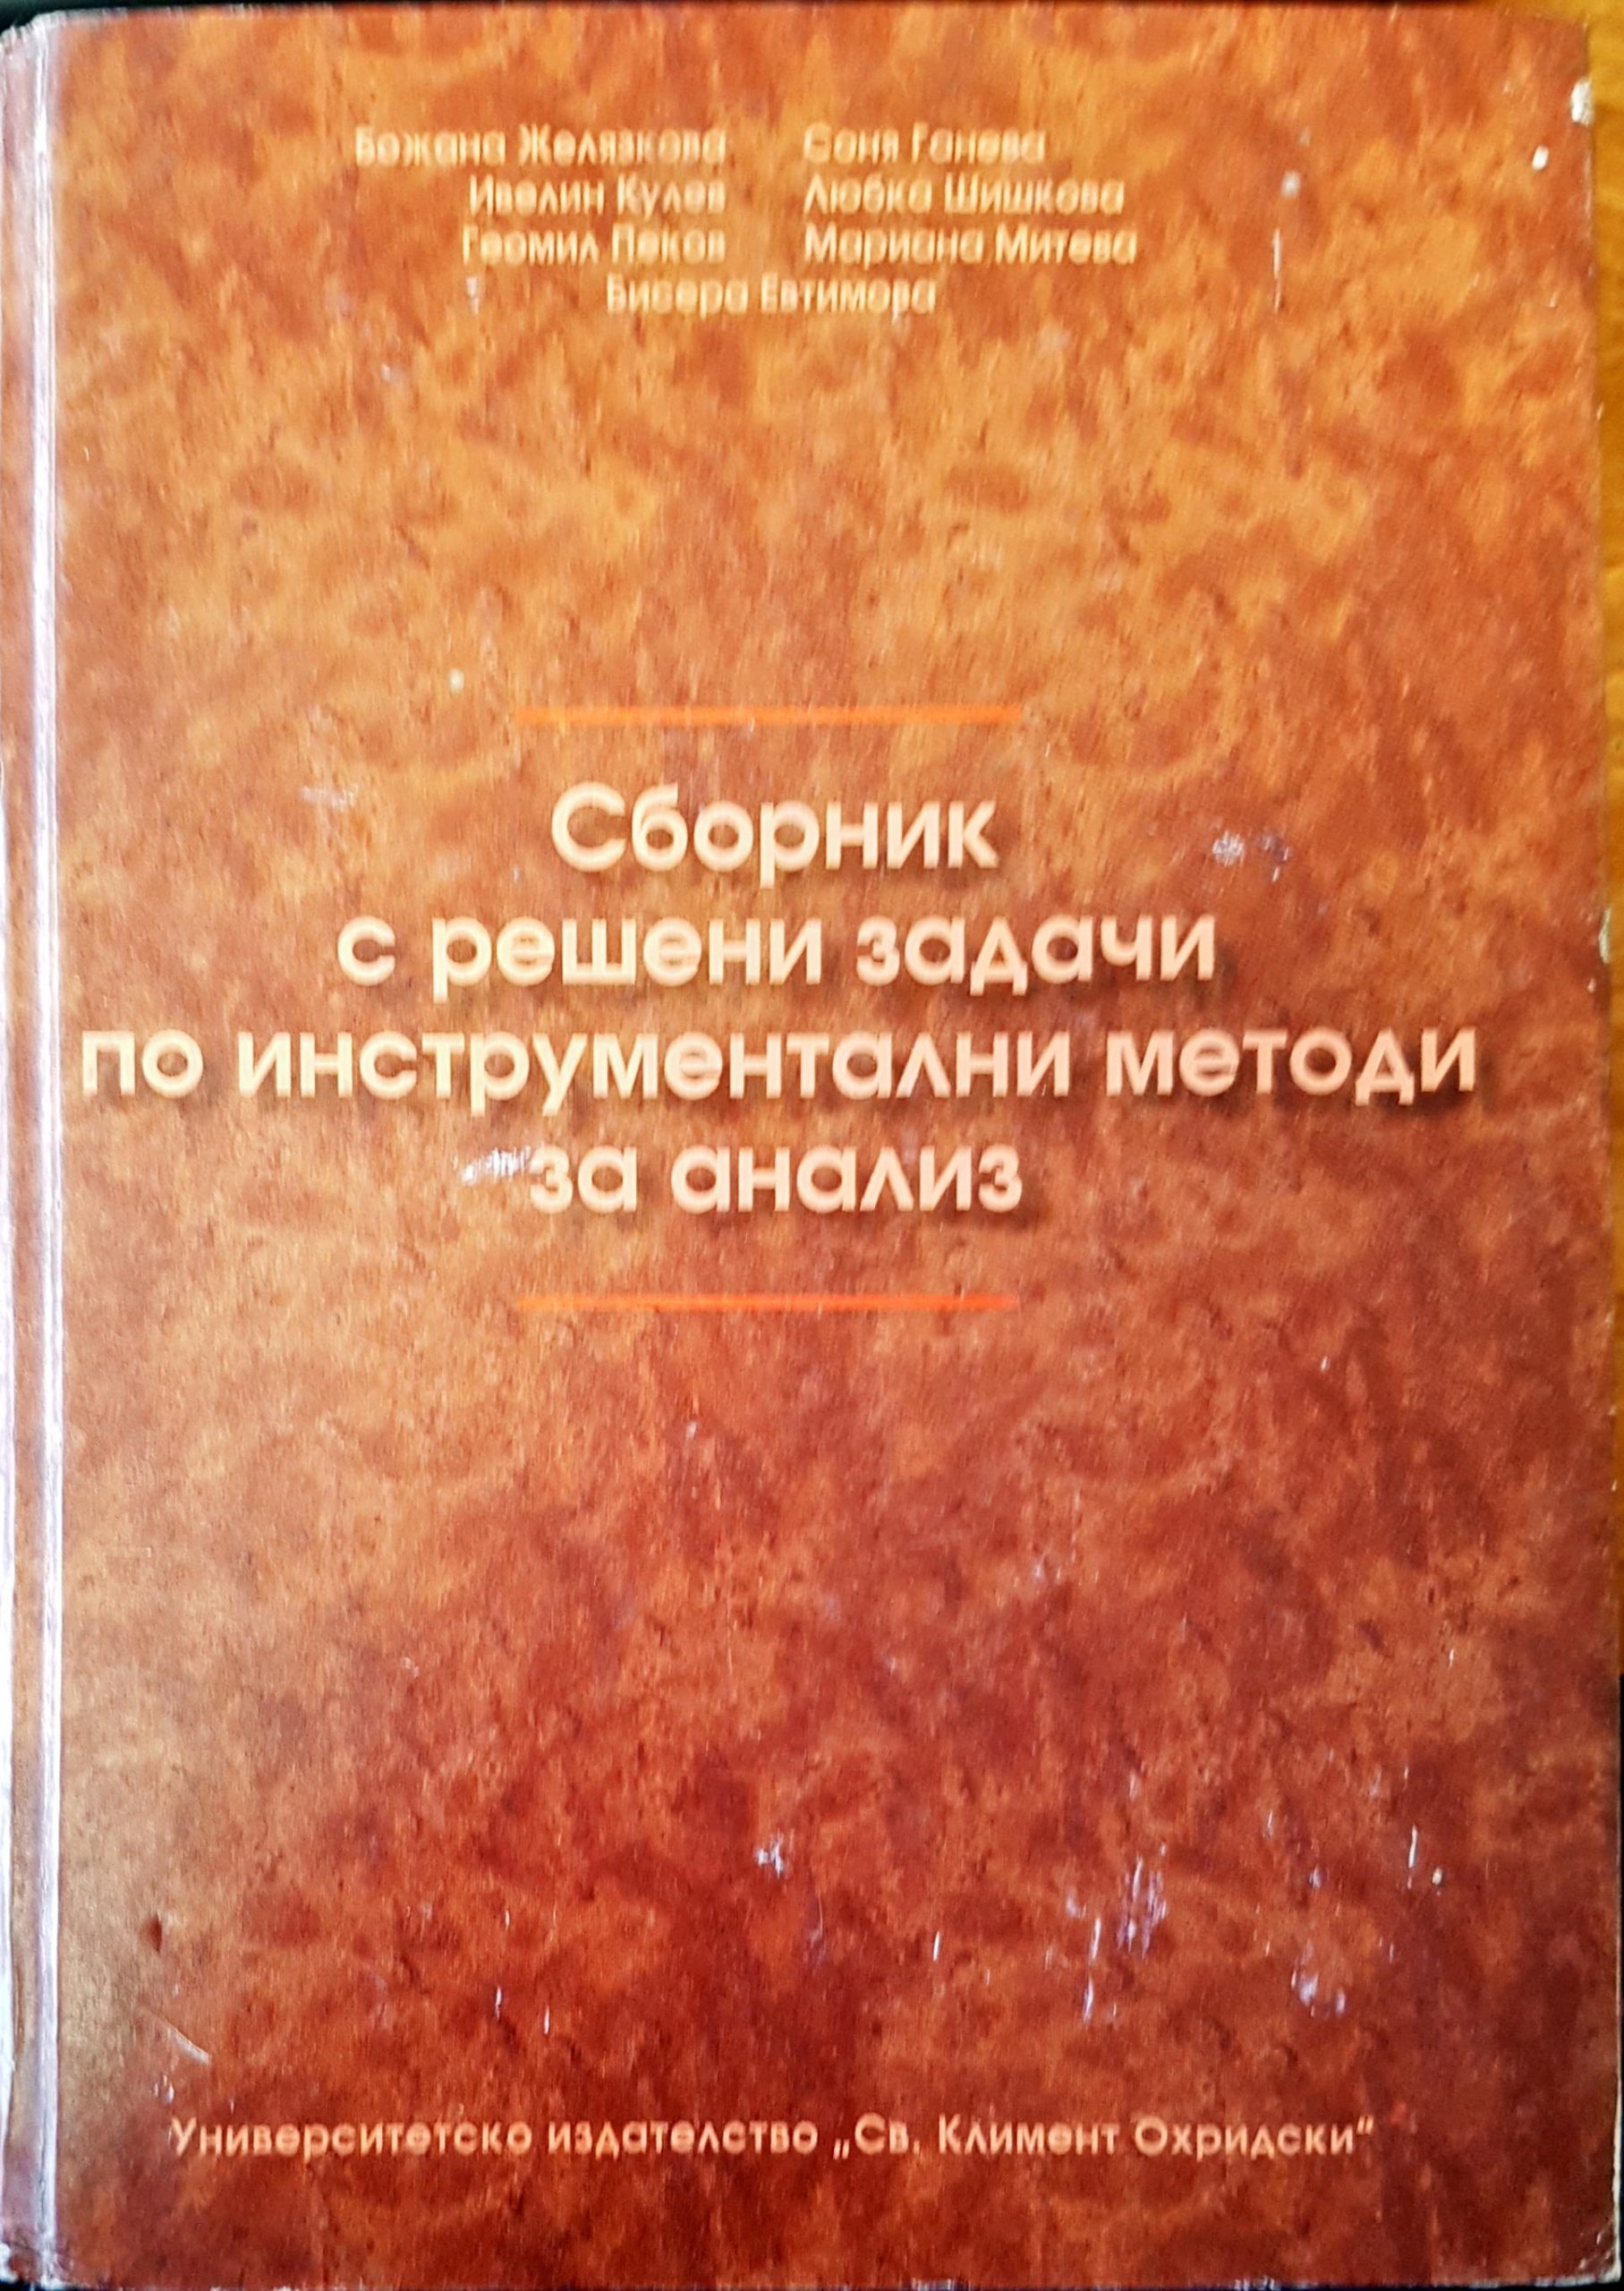 Божана Желязкова Соня Ганева
Ивелин Кулев Любка Шишкова
Геомил Пеков Мариана Митева
Бисера Евтимова
Сборник
с решени задачи
по инструментални методи
за анализ
Университетско издателство „Св. Климент Охридски“